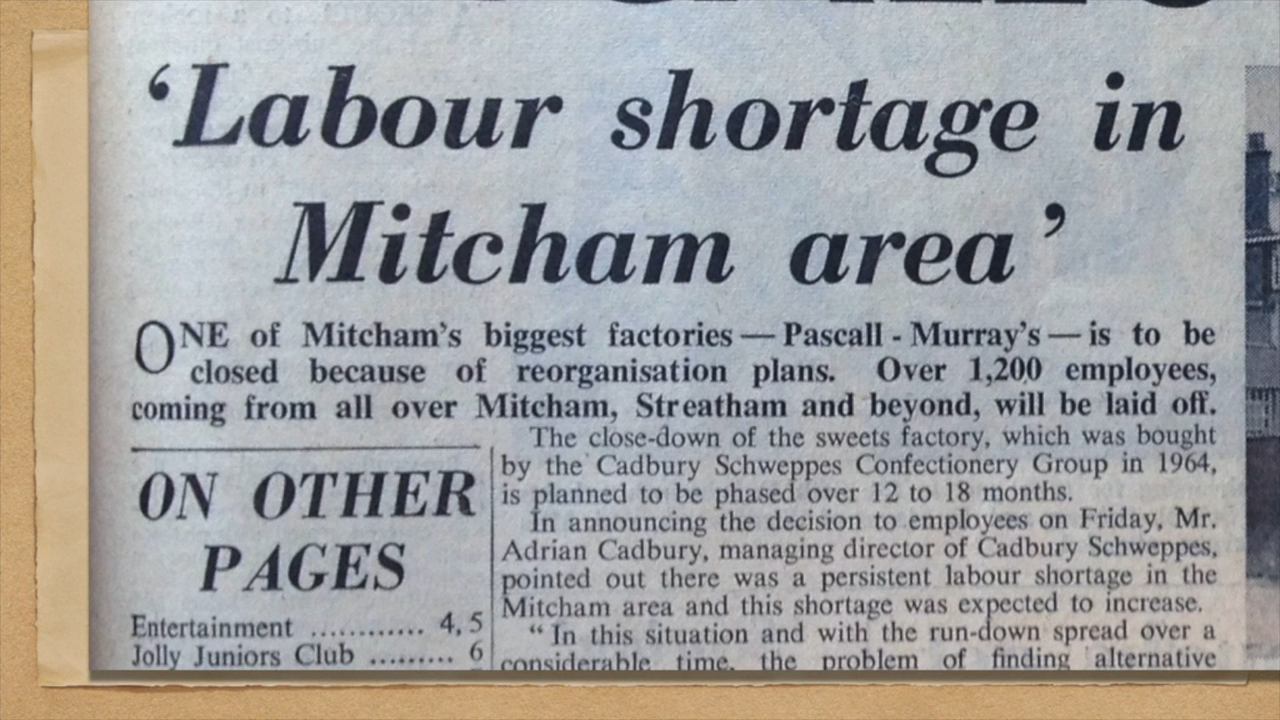 ‘Labour shortage in
Mitcham area’
ONE of Mitcham's biggest factories — Pascall - Murray's — is to be
closed because of reorganisation plans. Over 1,200 employees,
coming from all over Mitcham, Streatham and beyond, will be laid off.
ON OTHER
PAGES
Entertainment ............ 4, 5
Jolly Juniors Club ......... 6
The close-down of the sweets factory, which was bought
by the Cadbury Schweppes Confectionery Group in 1964,
is planned to be phased over 12 to 18 months.
In announcing the decision to employees on Friday, Mr.
Adrian Cadbury, managing director of Cadbury Schweppes,
pointed out there was a persistent labour shortage in the
Mitcham area and this shortage was expected to increase.
“ In this situation and with the run-down spread over a
considerable time, the problem of finding alternative